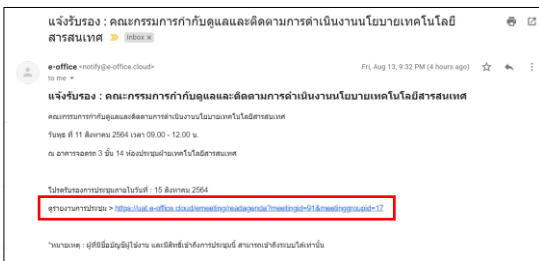 แจ้งรับรอง : คณะกรรมการกำกับดูแลและติดตามการดำเนินงานนโยบายเทคโนโลยี
สารสนเทศ Inbox x
e-office <notify@e-office.cloud> Fri, Aug 13, 9:32 PM (4 hours ago)
to me
แจ้งรับรอง : คณะกรรมการกำกับดูแลและติดตามการดำเนินงานนโยบายเทคโนโลยีสารสนเทศ
คณะกรรมการกำกับดูแลและติดตามการดำเนินงานนโยบายเทคโนโลยีสารสนเทศ
วันพุธ ที่ 11 สิงหาคม 2564 เวลา 09.00 - 12.00 น.
ณ อาคารจอดรถ 3 ชั้น 14 ห้องประชุมฝ่ายเทคโนโลยีสารสนเทศ
โปรดรับรองการประชุมภายในวันที่ : 15 สิงหาคม 2564
ดูรายงานการประชุม > https://uat.e-office.cloud/emeeting/readagenda?meetingid=91&meetinggroupid=17
*หมายเหตุ : ผู้ที่มีชื่อบัญชีผู้ใช้งาน และมีสิทธิ์เข้าถึงการประชุมนี้ สามารถเข้าถึงระบบได้เท่านั้น